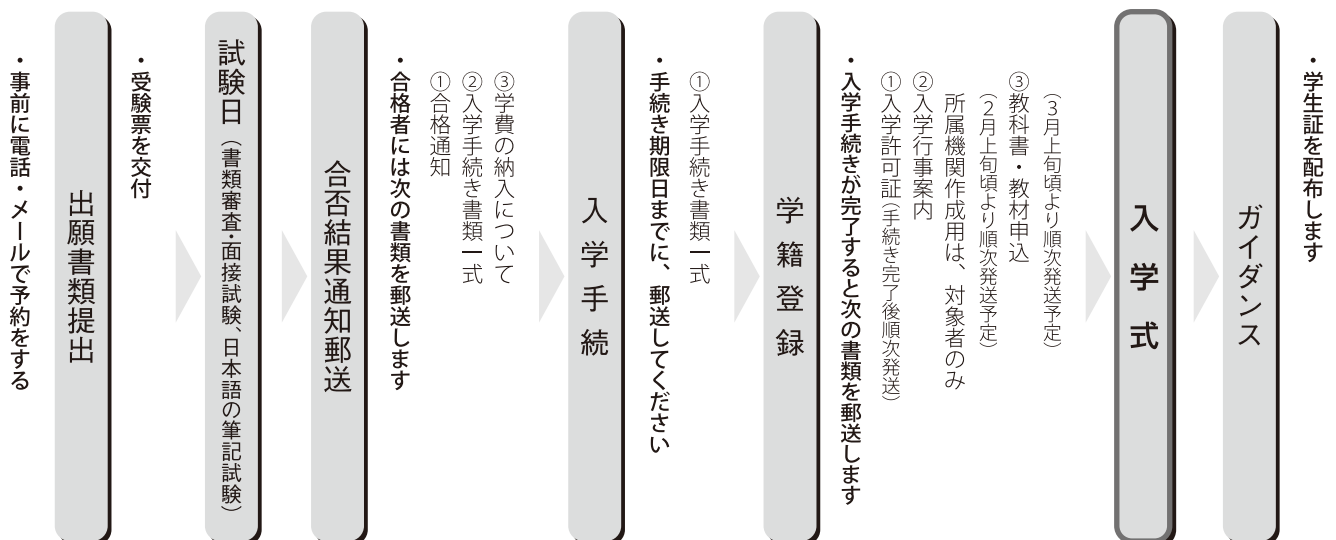 ・事前に電話・メールで予約をする
出願書類提出
・受験票を交付
試験日（書類審査・面接試験、日本語の筆記試験）
合否結果通知郵送
・合格者には次の書類を郵送します
①合格通知
②入学手続き書類一式
③学費の納入について
入学手続
・手続き期限日までに、郵送してください
①入学手続き書類一式
学籍登録
・入学手続きが完了すると次の書類を郵送します
①入学許可証（手続き完了後順次発送）
②入学行事案内
所属機関作成用は、対象者のみ
（２月上旬頃より順次発送予定）
③教科書・教材申込
（３月上旬頃より順次発送予定）
入学式
ガイダンス
・学生証を配布します